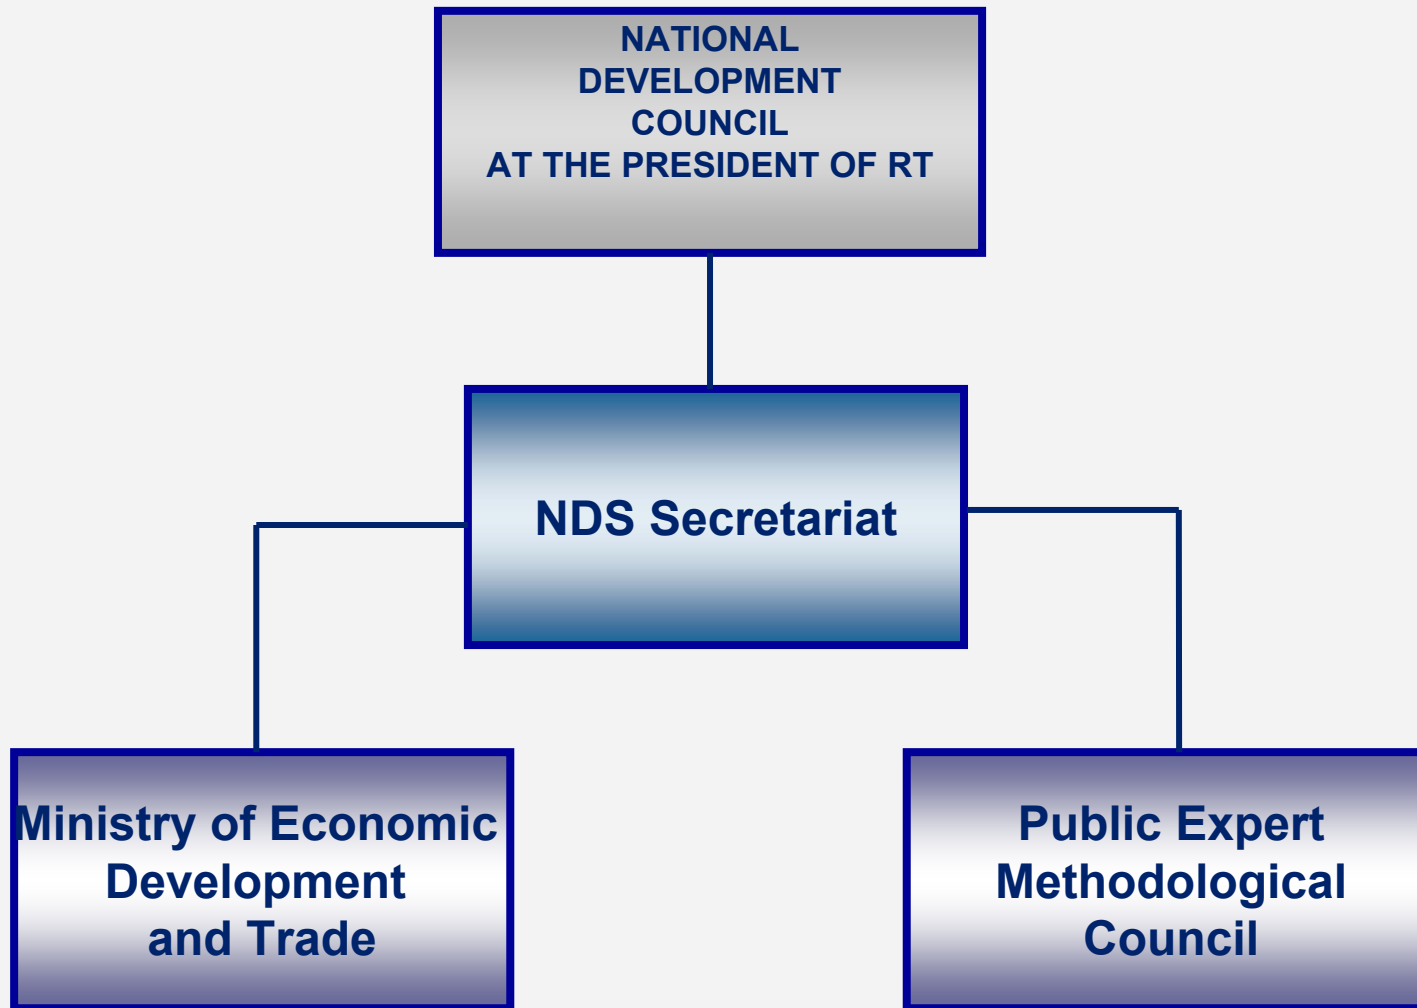 NATIONAL
DEVELOPMENT
COUNCIL
AT THE PRESIDENT OF RT
NDS Secretariat
Ministry of Economic
Development
and Trade
Public Expert
Methodological
Council